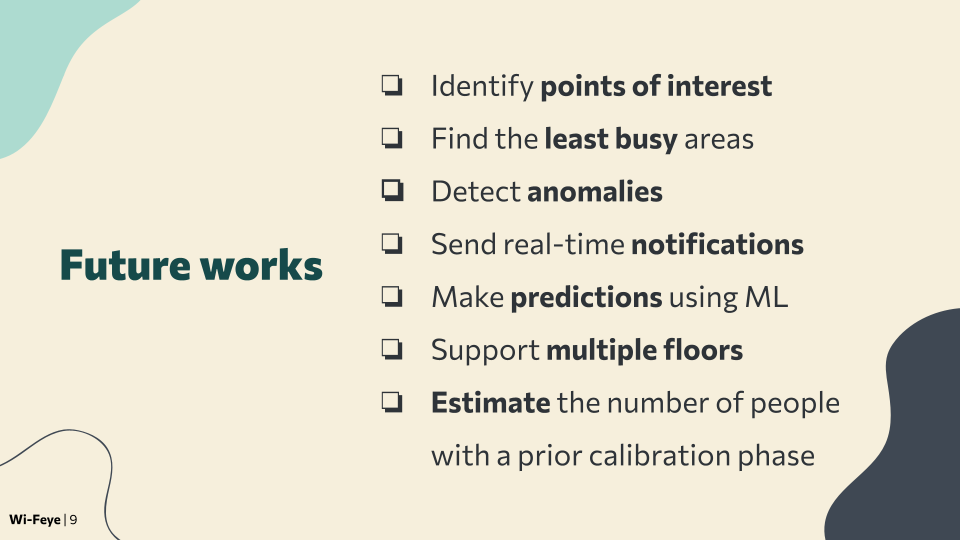 Future works
❏ Identify points of interest
❏ Find the least busy areas
❏ Detect anomalies
❏ Send real-time notifications
❏ Make predictions using ML
❏ Support multiple floors
❏ Estimate the number of people
with a prior calibration phase
Wi-Feye | 9